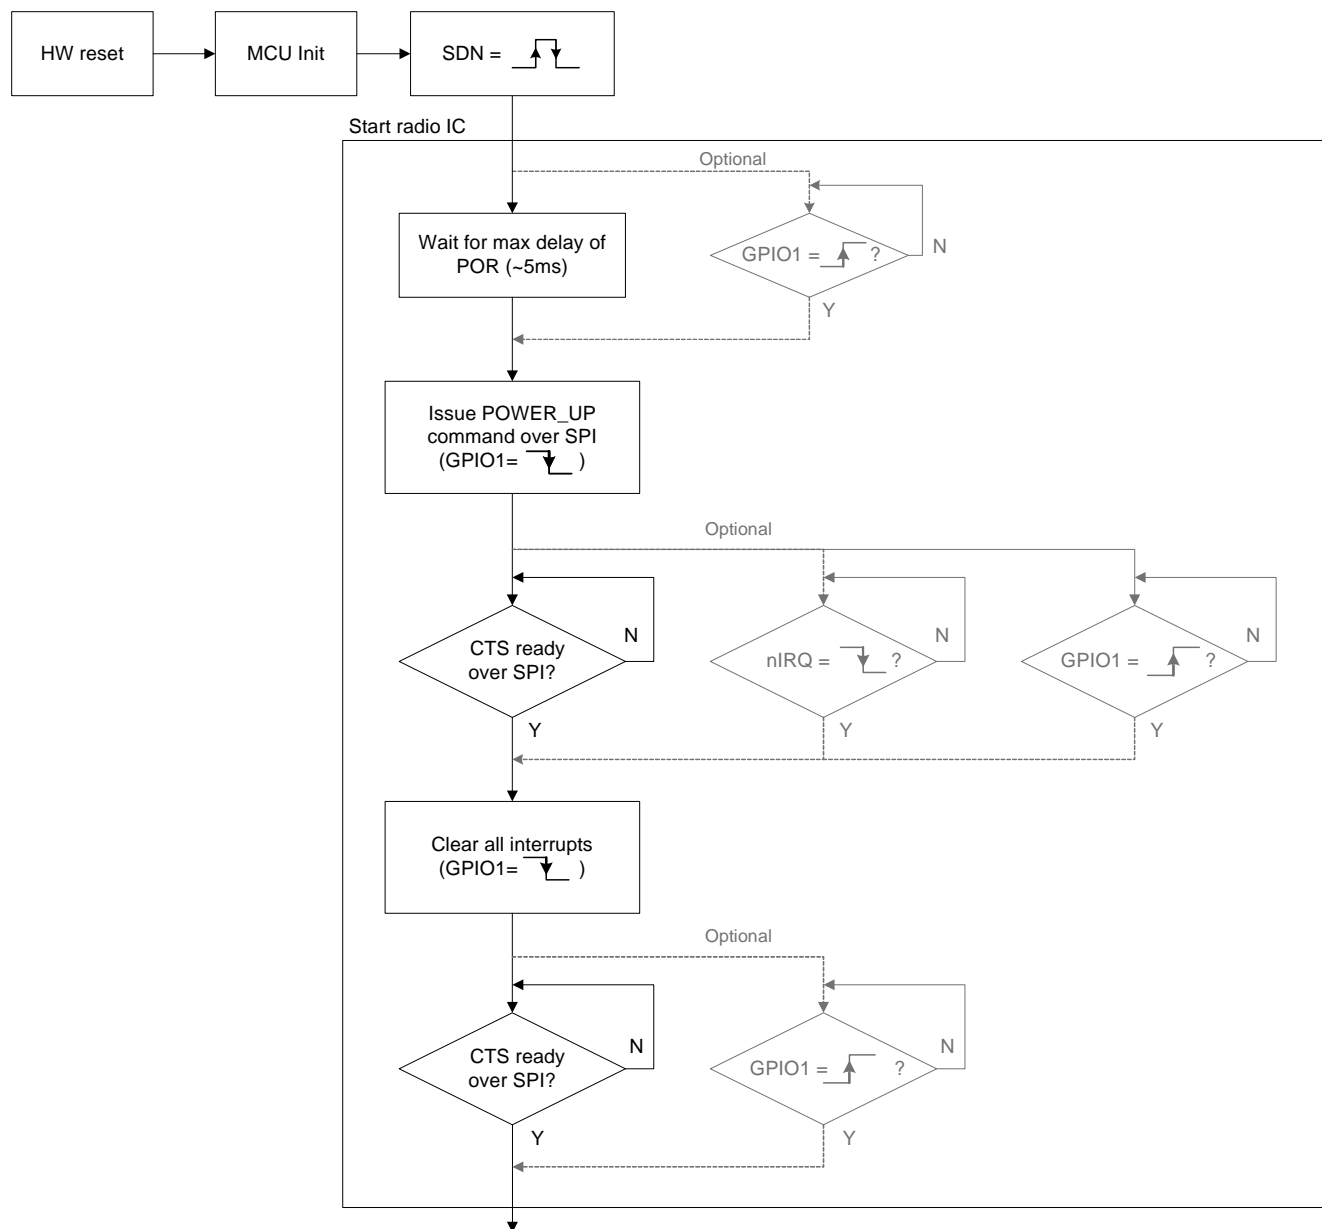 HW reset
MCU Init
SDN =
Start radio IC
Optional
Wait for max delay of
POR (~5ms)
GPIO1 = ?
N
Y
Issue POWER_UP
command over SPI
(GPIO1= )
Optional
CTS ready
over SPI?
N
Y
nIRQ = ?
N
Y
GPIO1 = ?
N
Y
Clear all interrupts
(GPIO1= )
Optional
CTS ready
over SPI?
N
Y
GPIO1 = ?
N
Y